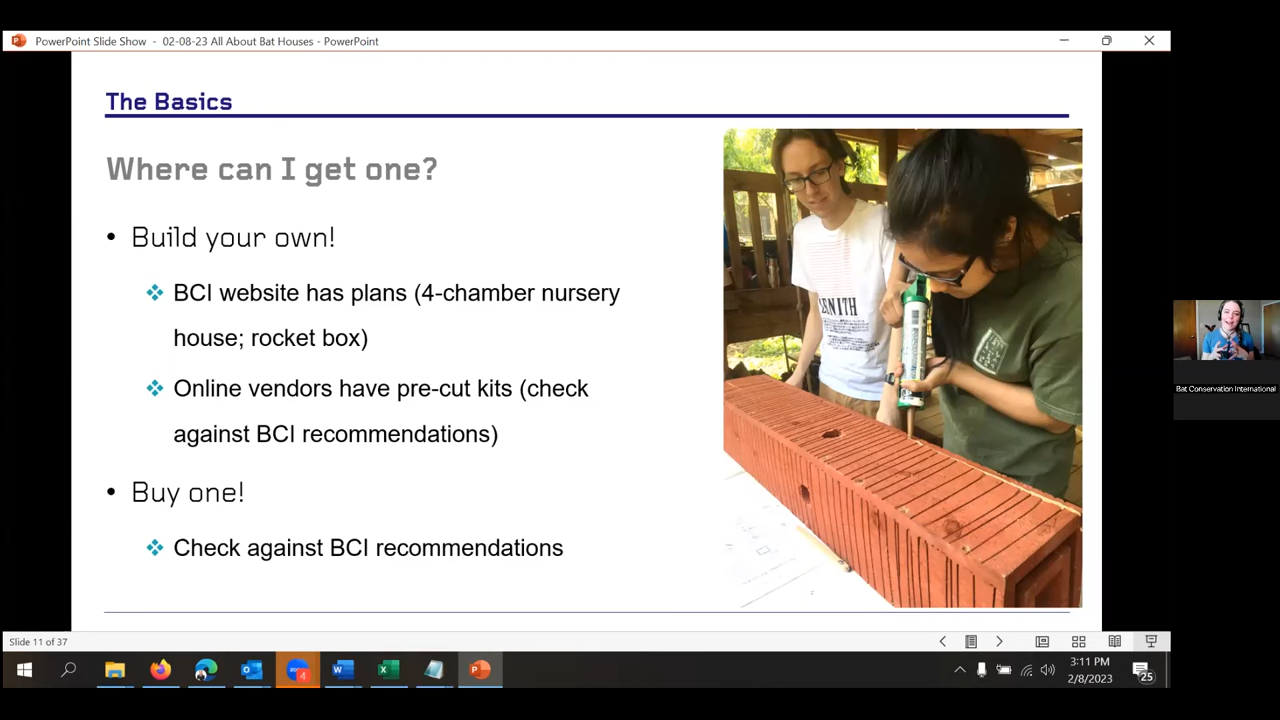 PowerPoint Slide Show - 02-08-23 All About Bat Houses - PowerPoint
The Basics
Where can I get one?
• Build your own!
❖ BCI website has plans (4-chamber nursery
house; rocket box)
❖ Online vendors have pre-cut kits (check
against BCI recommendations)
• Buy one!
❖ Check against BCI recommendations
ZENITH
Bat Conservation International
Slide 11 of 37
4
3:11 PM
2/8/2023
25